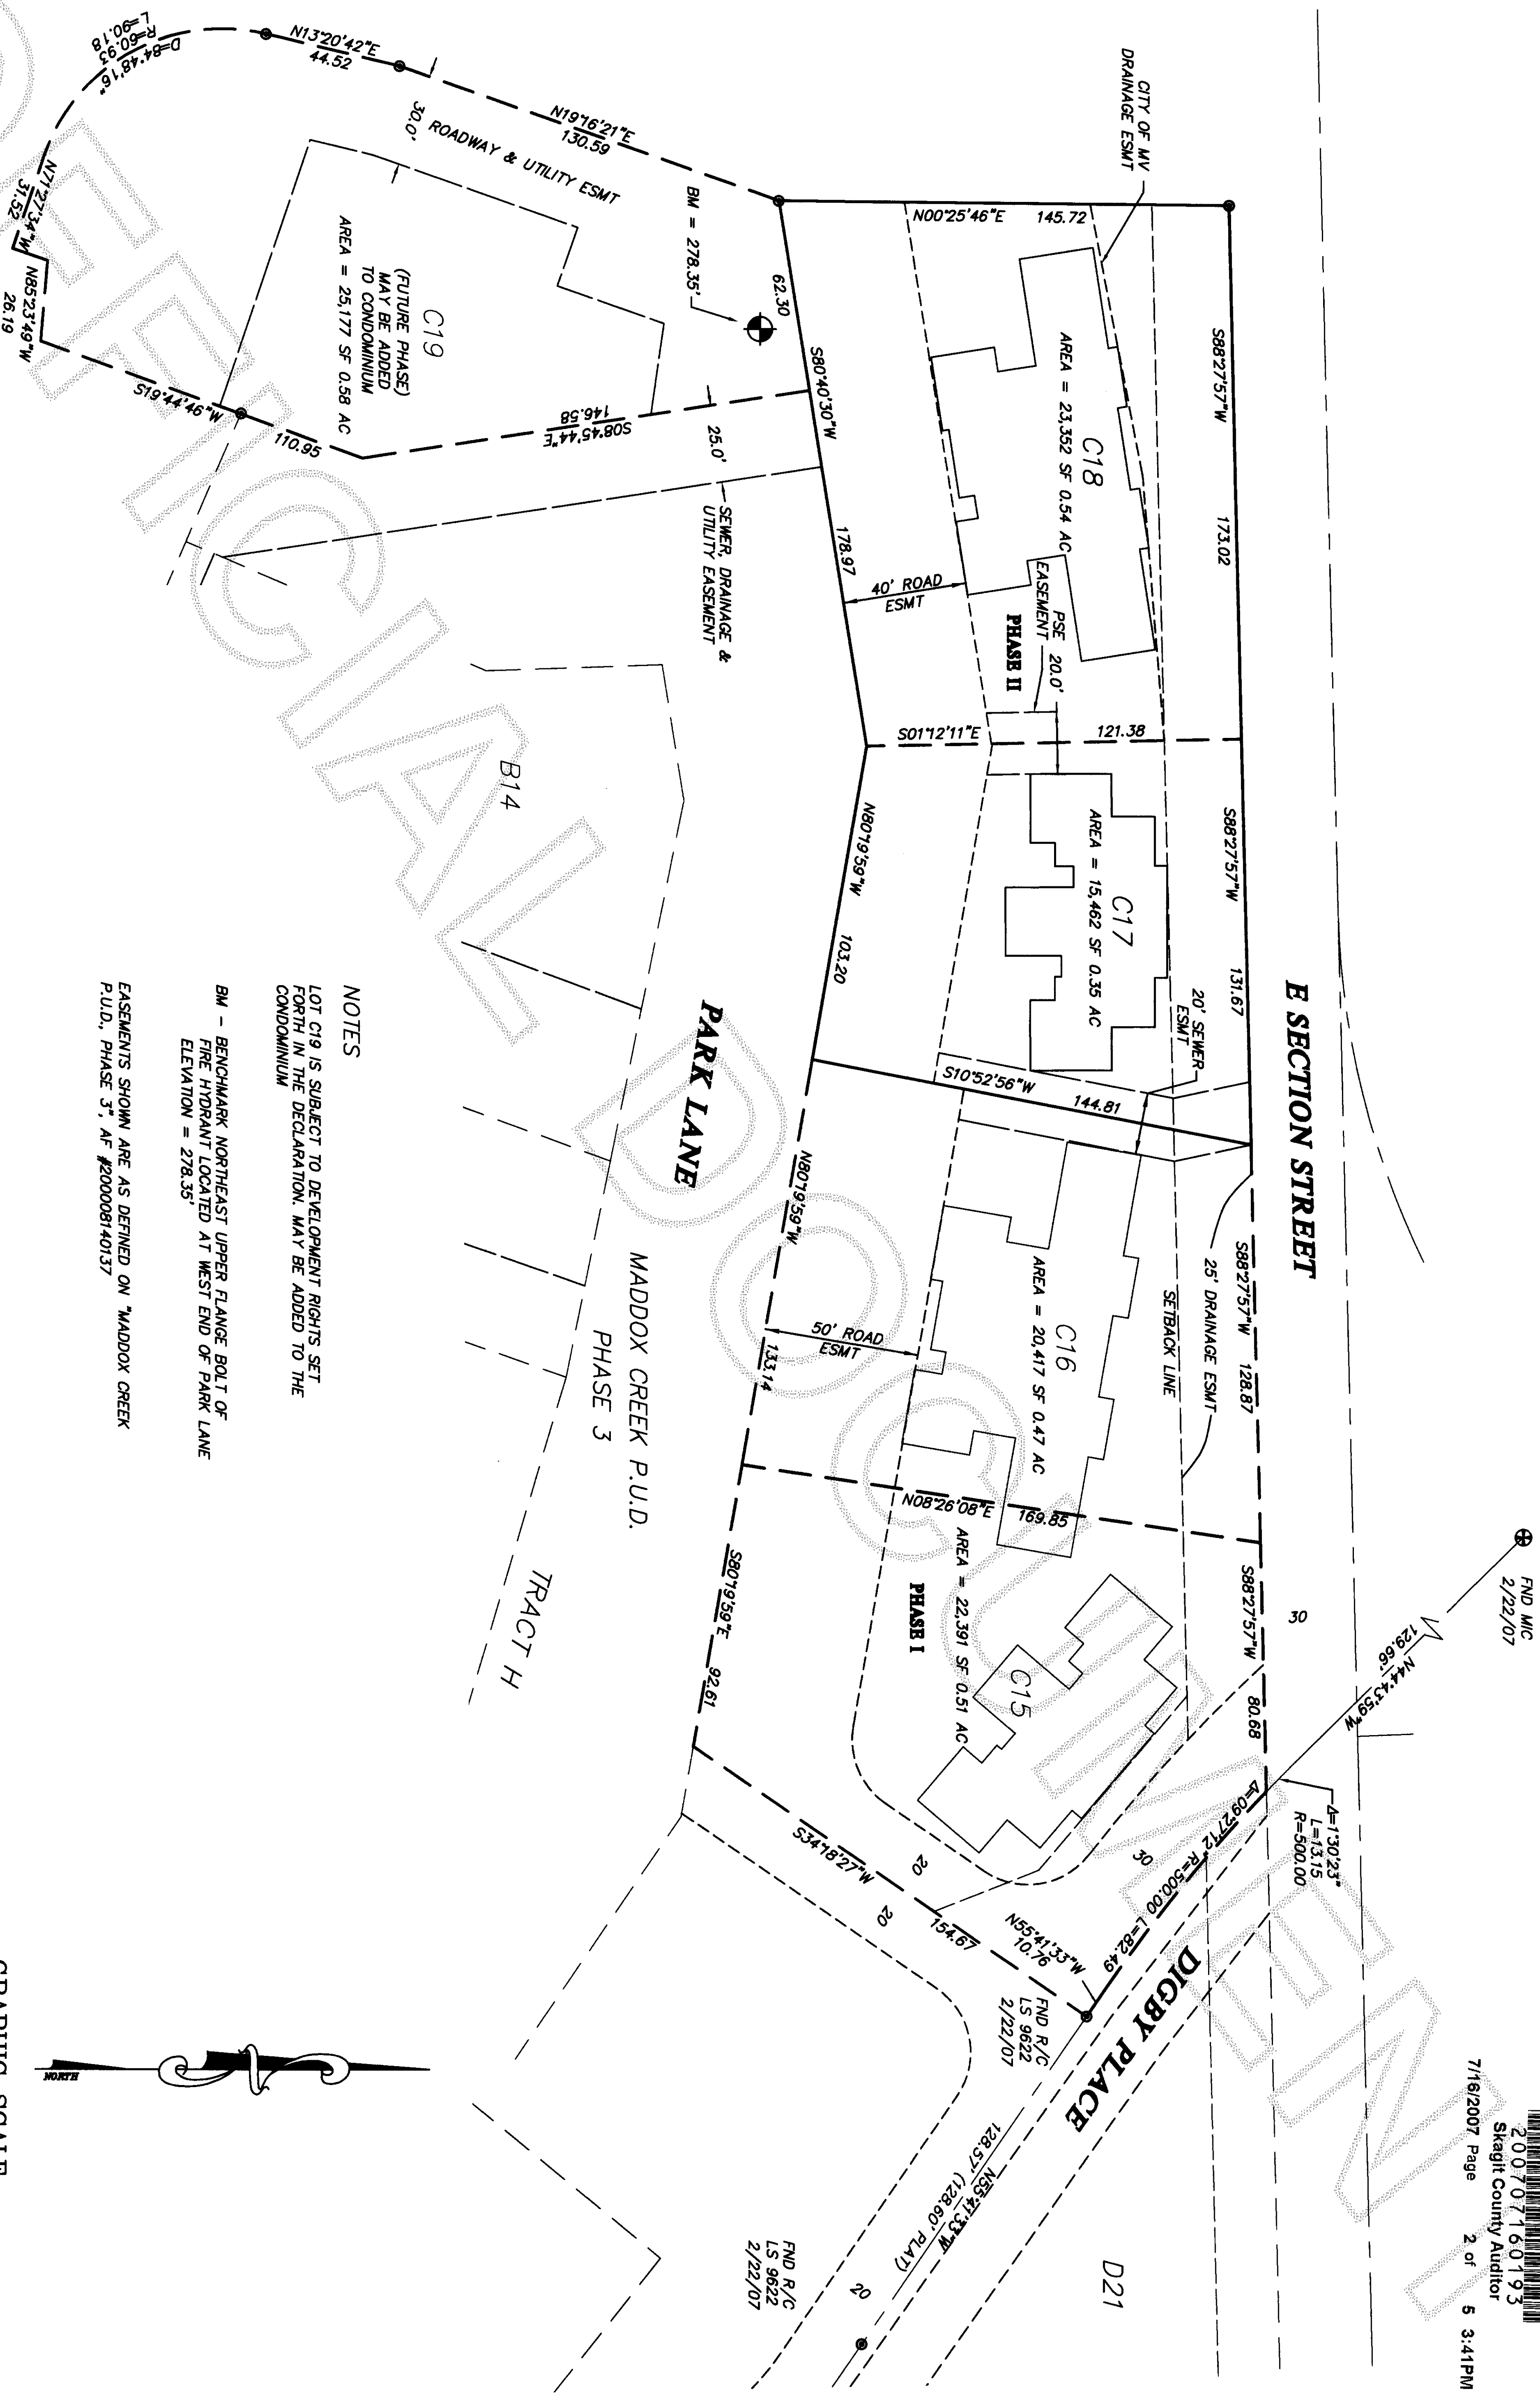 200707160193
Skagit County Auditor
7/16/2007 Page 2 of 5 3:41PM
FND MIC
2/22/07
N44°43'59"W
129.66'
Δ=1°30'23"
L=13.15
R=500.00
30
E SECTION STREET
CITY OF MV
DRAINAGE ESMT
S88°27'57"W 173.02
S88°27'57"W 131.67
S88°27'57"W 128.87
S88°27'57"W 80.68
25' DRAINAGE ESMT
SETBACK LINE
20' SEWER
ESMT
N00°25'46"E 145.72
C18
AREA = 23,352 SF 0.54 AC
PSE 20.0'
EASEMENT
PHASE II
40' ROAD
ESMT
S01°12'11"E 121.38
C17
AREA = 15,462 SF 0.35 AC
S10°52'56"W 144.81
C16
AREA = 20,417 SF 0.47 AC
50' ROAD
ESMT
N08°26'08"E 169.85
C15
AREA = 22,391 SF 0.51 AC
PHASE I
Δ=09°27'12" R=500.00 L=82.49
30
N55°41'33"W
10.76
FND R/C
LS 9622
2/22/07
DIGBY PLACE
D21
N55°41'33"W
128.57' (128.60' PLAT)
20
FND R/C
LS 9622
2/22/07
S34°18'27"W 154.67
20
20
62.30
S80°40'30"W
178.97
N80°19'59"W 103.20
N80°19'59"W 133.14
S80°19'59"E 92.61
PARK LANE
BM = 278.35'
N19°16'21"E
130.59
N13°20'42"E
44.52
D=84°48'16"
R=60.93
L=90.18
30.0'
ROADWAY & UTILITY ESMT
C19
(FUTURE PHASE)
MAY BE ADDED
TO CONDOMINIUM
AREA = 25,177 SF 0.58 AC
N71°27'34"W
31.52
N85°23'49"W
26.19
S19°44'46"W 110.95
S08°45'44"E
146.58
25.0'
SEWER, DRAINAGE &
UTILITY EASEMENT
B14
MADDOX CREEK P.U.D.
PHASE 3
TRACT H
NOTES
LOT C19 IS SUBJECT TO DEVELOPMENT RIGHTS SET
FORTH IN THE DECLARATION. MAY BE ADDED TO THE
CONDOMINIUM
BM - BENCHMARK NORTHEAST UPPER FLANGE BOLT OF
FIRE HYDRANT LOCATED AT WEST END OF PARK LANE
ELEVATION = 278.35'
EASEMENTS SHOWN ARE AS DEFINED ON "MADDOX CREEK
P.U.D., PHASE 3", AF #200008140137
NORTH
GRAPHIC SCALE
UNOFFICIAL DOCUMENT